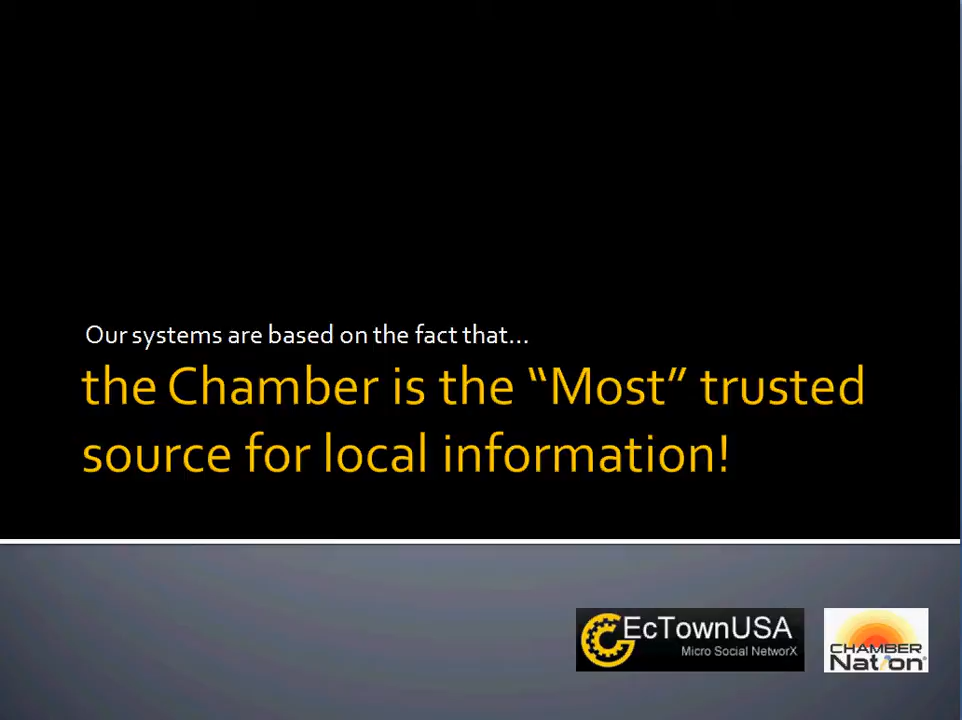 Our systems are based on the fact that...
the Chamber is the “Most” trusted
source for local information!
EcTownUSA
Micro Social NetworX
CHAMBER
Nation®